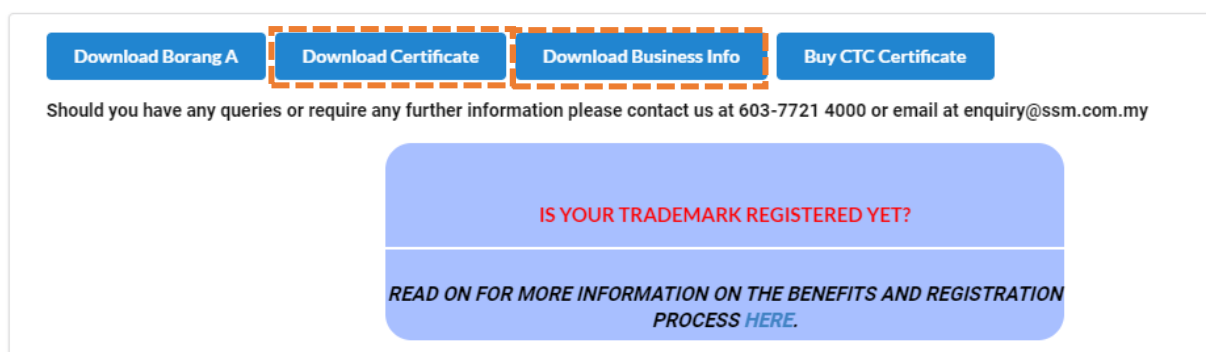 Download Borang A
Download Certificate
Download Business Info
Buy CTC Certificate
Should you have any queries or require any further information please contact us at 603-7721 4000 or email at enquiry@ssm.com.my
IS YOUR TRADEMARK REGISTERED YET?
READ ON FOR MORE INFORMATION ON THE BENEFITS AND REGISTRATION
PROCESS HERE.